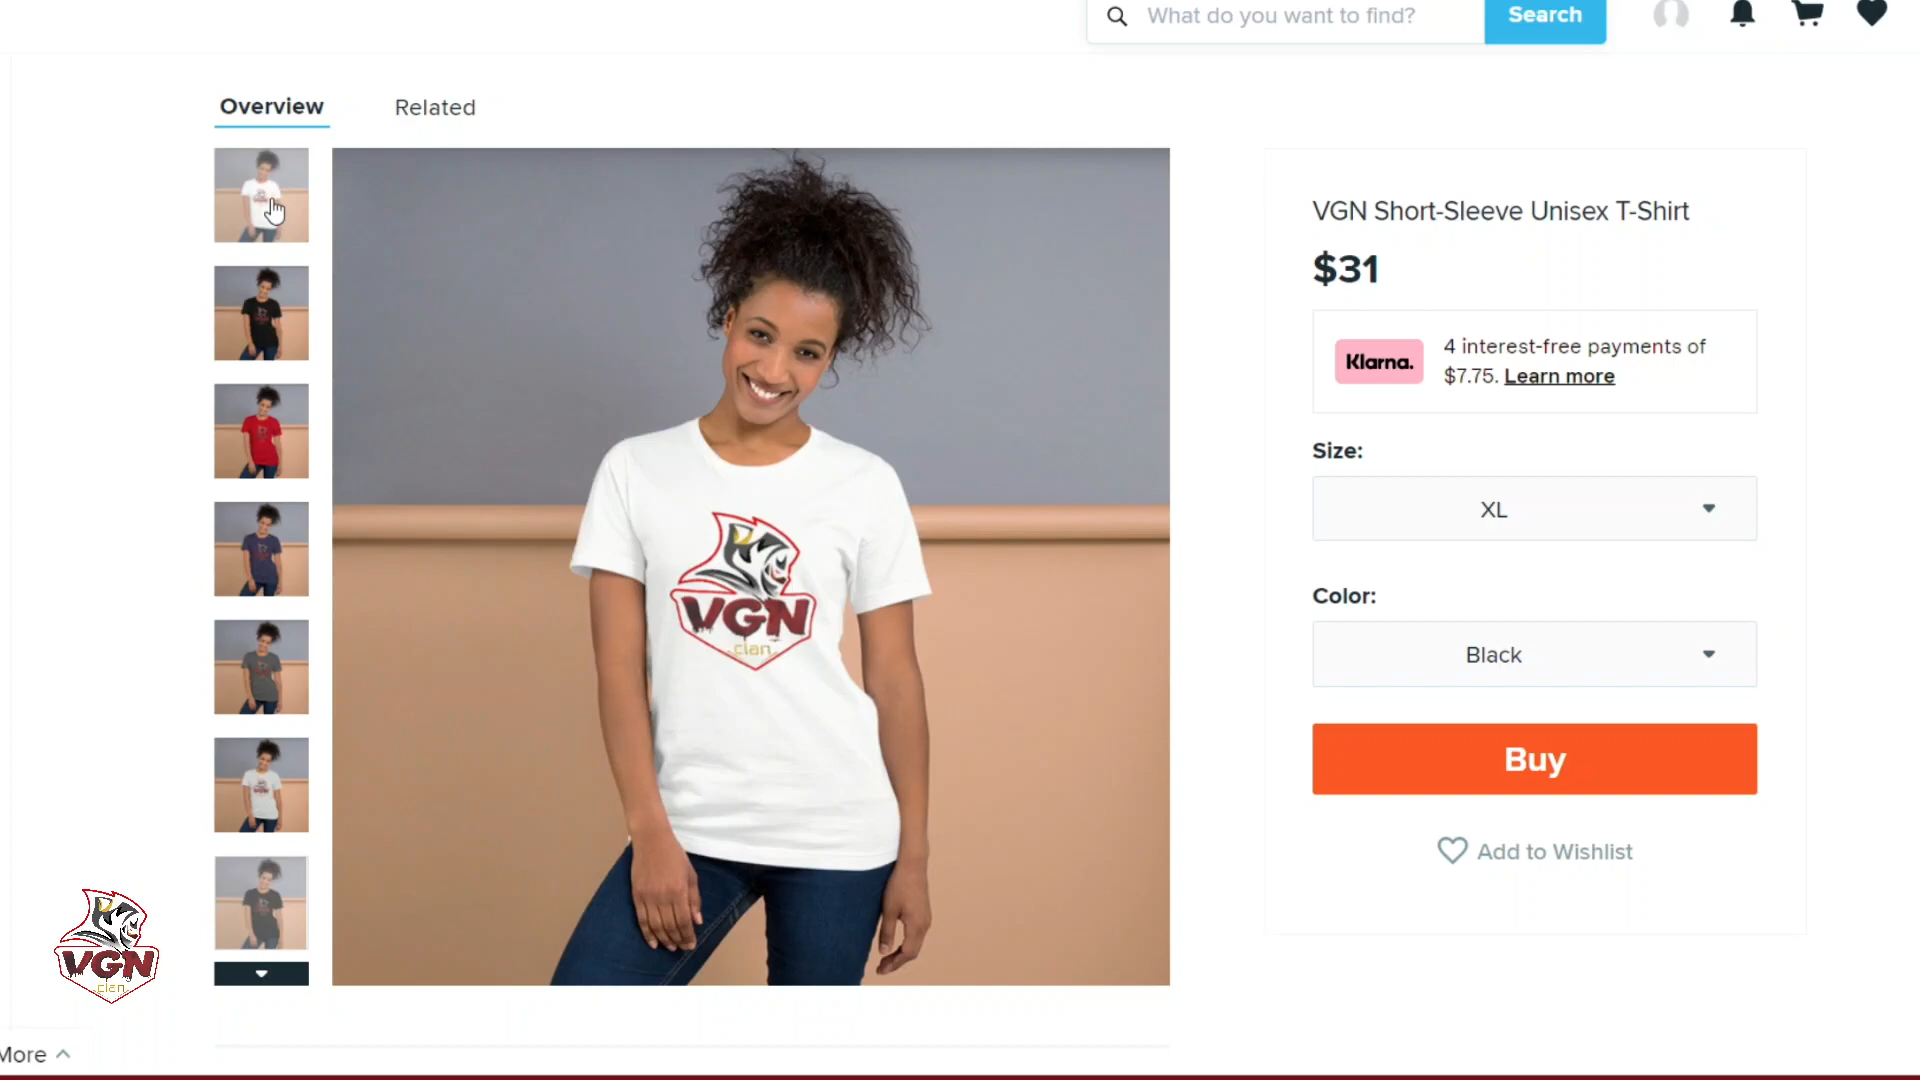 What do you want to find?
Search
Overview
Related
VGN Short-Sleeve Unisex T-Shirt
$31
Klarna.
4 interest-free payments of
$7.75. Learn more
Size:
XL
Color:
Black
Buy
Add to Wishlist
VGN
clan
VGN
clan
More